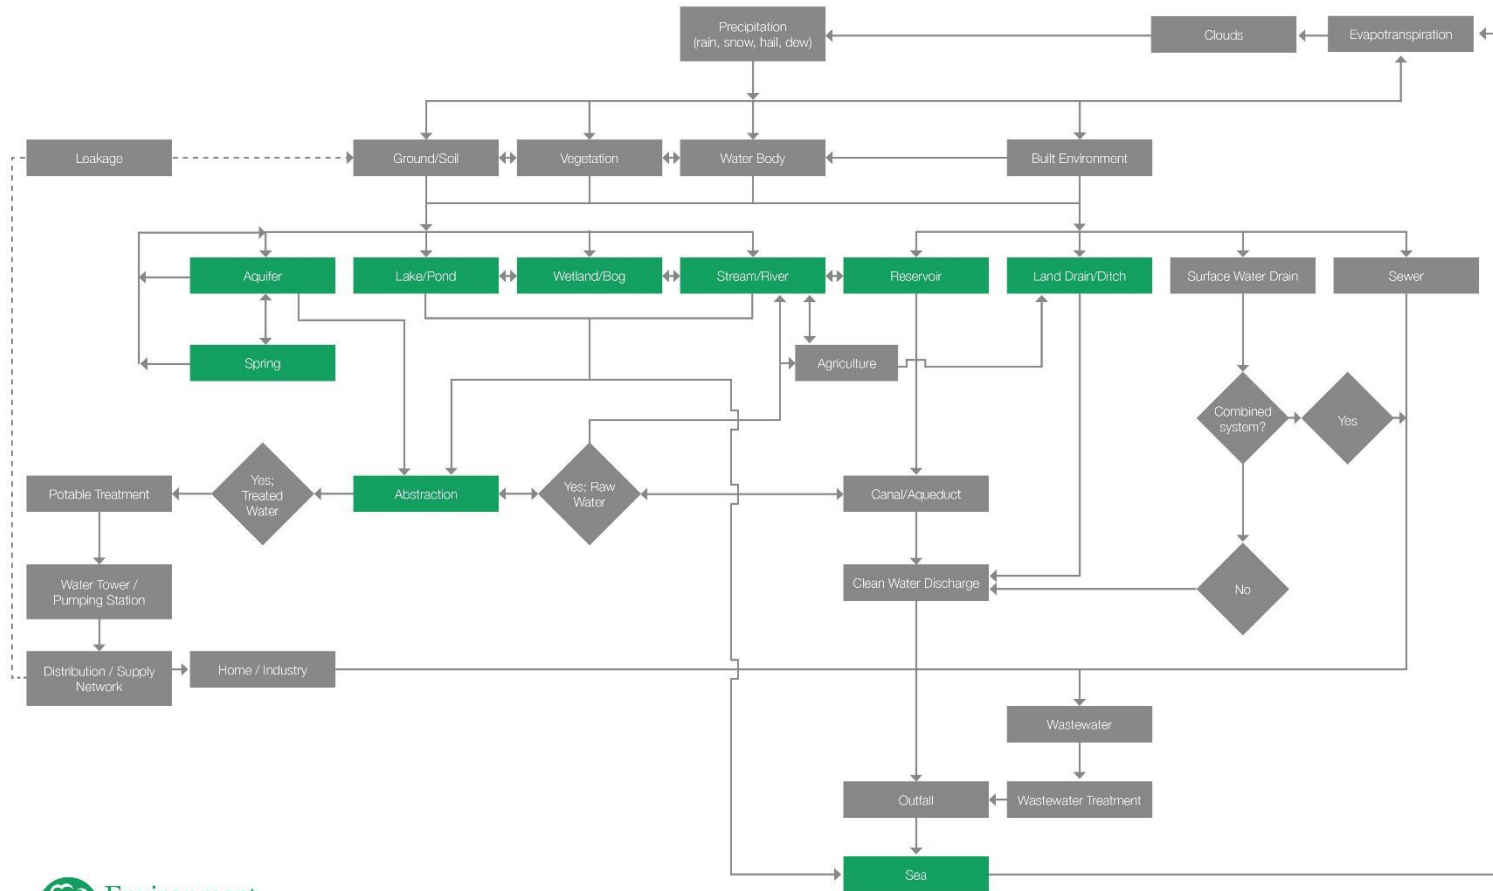 Precipitation
(rain, snow, hail, dew)
Clouds
Evapotranspiration
Leakage
Ground/Soil
Vegetation
Water Body
Built Environment
Aquifer
Lake/Pond
Wetland/Bog
Stream/River
Reservoir
Land Drain/Ditch
Surface Water Drain
Sewer
Spring
Agriculture
Combined
system?
Yes
Potable Treatment
Yes;
Treated
Water
Abstraction
Yes; Raw
Water
Canal/Aqueduct
Water Tower /
Pumping Station
Clean Water Discharge
No
Distribution / Supply
Network
Home / Industry
Wastewater
Outfall
Wastewater Treatment
Sea
Environment